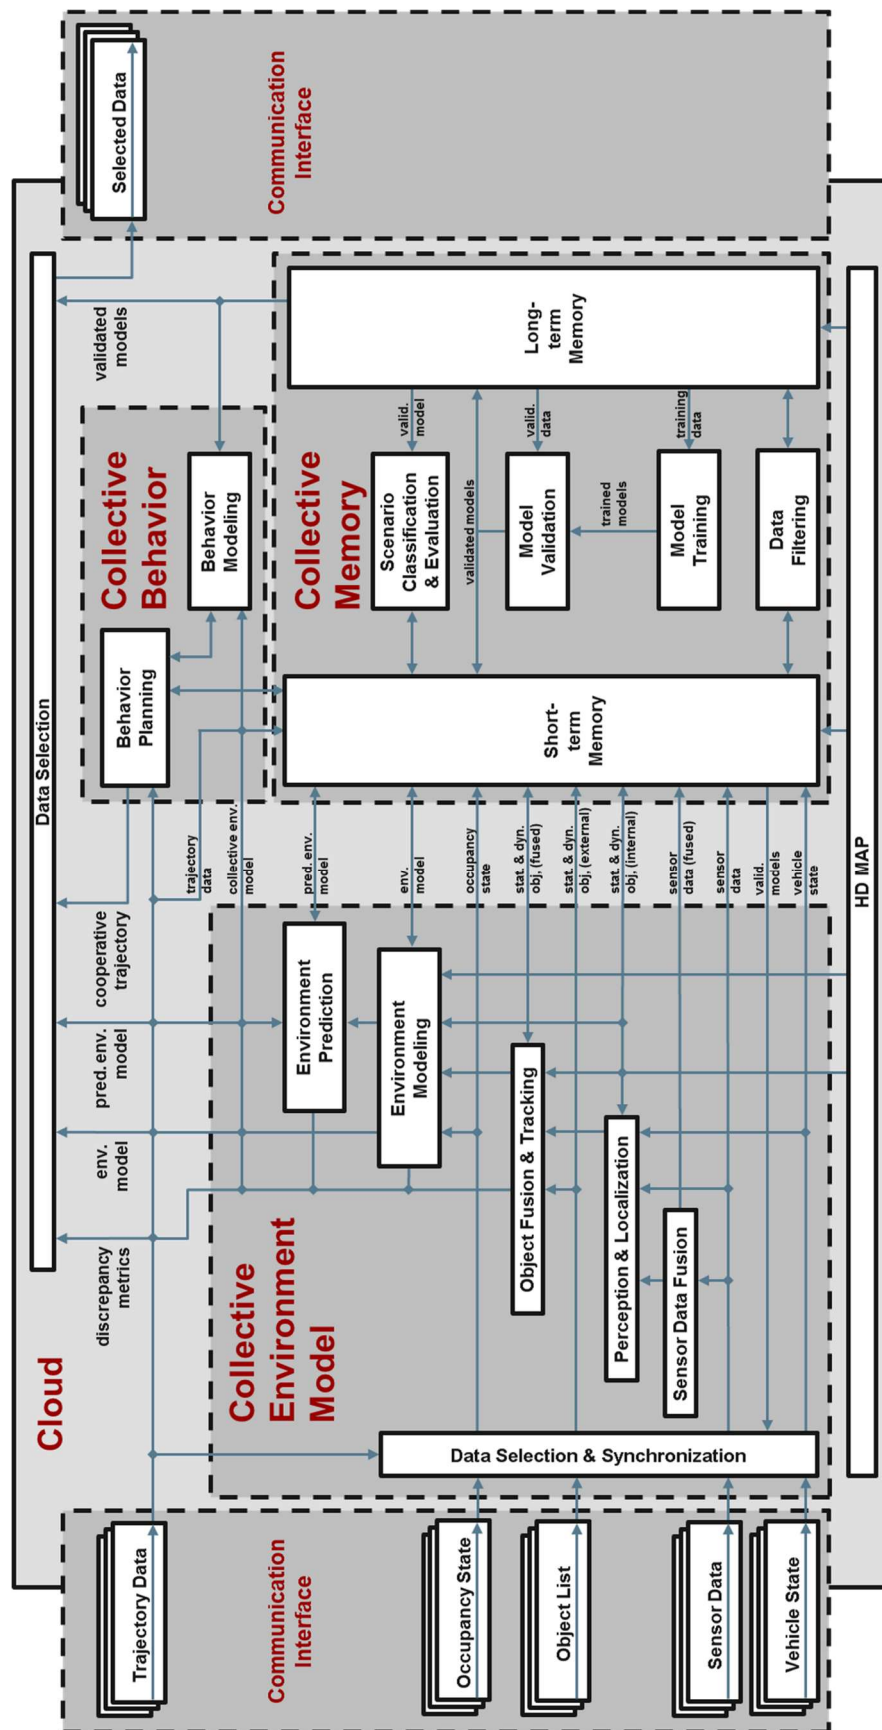 Cloud
Data Selection
Communication
Interface
Trajectory Data
Occupancy State
Object List
Sensor Data
Vehicle State
discrepancy
metrics
env.
model
pred. env.
model
cooperative
trajectory
validated
models
Collective
Environment
Model
Data Selection & Synchronization
Environment
Prediction
Environment
Modeling
Object Fusion & Tracking
Perception & Localization
Sensor Data Fusion
trajectory
data
collective env.
model
pred. env.
model
env.
model
occupancy
state
stat. & dyn.
obj, (fused)
stat. & dyn.
obj, (external)
stat. & dyn.
obj, (internal)
sensor
data (fused)
sensor
data
valid.
models
vehicle
state
Collective
Behavior
Behavior
Planning
Behavior
Modeling
Collective
Memory
Short-
term
Memory
Scenario
Classification
& Evaluation
validated models
Model
Validation
trained
models
Model
Training
Data
Filtering
valid.
model
valid.
data
training
data
Long-
term
Memory
HD MAP
Selected Data
Communication
Interface